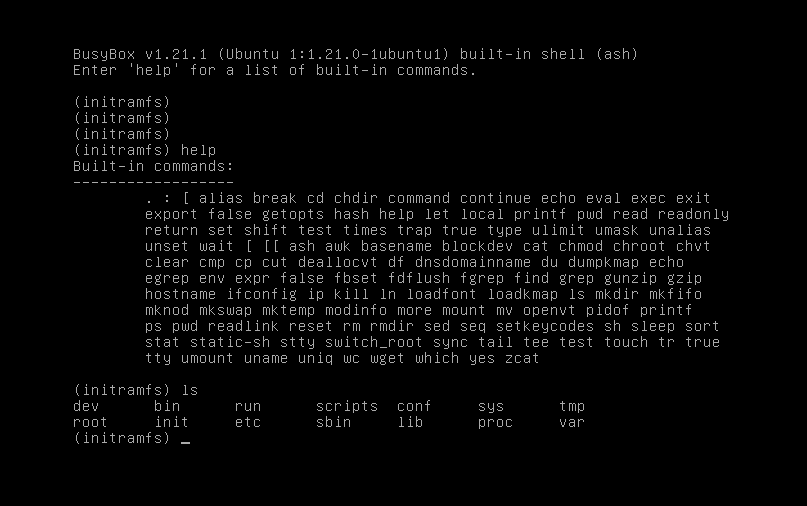 BusyBox v1.21.1 (Ubuntu 1:1.21.0-1ubuntu1) built-in shell (ash)
Enter 'help' for a list of built-in commands.
(initramfs)
(initramfs)
(initramfs)
(initramfs) help
Built-in commands:
------------------
. : [ alias break cd chdir command continue echo eval exec exit
export false getopts hash help let local printf pwd read readonly
return set shift test times trap true type ulimit umask unalias
unset wait [ [[ ash awk basename blockdev cat chmod chroot chvt
clear cmp cp cut deallocvt df dnsdomainname du dumpkmap echo
egrep env expr false fbset fdflush fgrep find grep gunzip gzip
hostname ifconfig ip kill ln loadfont loadkmap ls mkdir mkfifo
mknod mkswap mktemp modinfo more mount mv openvt pidof printf
ps pwd readlink reset rm rmdir sed seq setkeycodes sh sleep sort
stat static-sh stty switch_root sync tail tee test touch tr true
tty umount uname uniq wc wget which yes zcat
(initramfs) ls
dev bin run scripts conf sys tmp
root init etc sbin lib proc var
(initramfs) _